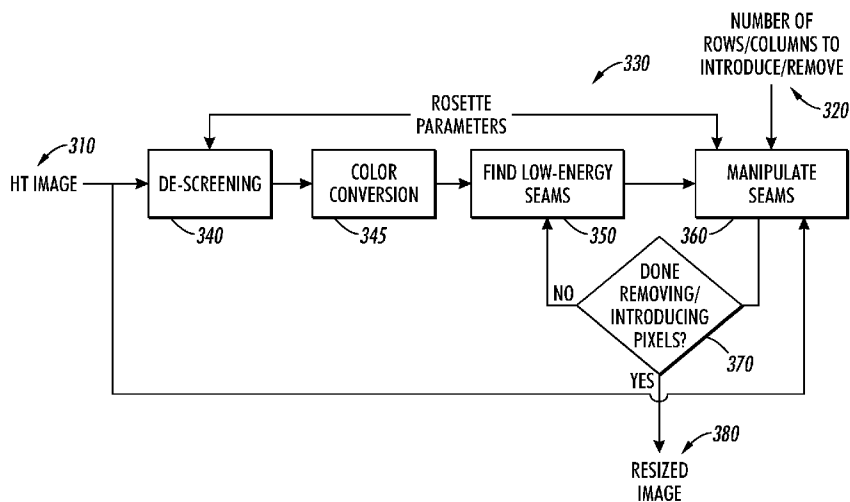 NUMBER OF
ROWS/COLUMNS TO
INTRODUCE/REMOVE
320
330
ROSETTE
PARAMETERS
310
HT IMAGE
DE-SCREENING
340
COLOR
CONVERSION
345
FIND LOW-ENERGY
SEAMS
350
MANIPULATE
SEAMS
360
DONE
REMOVING/
INTRODUCING
PIXELS?
NO
370
YES
380
RESIZED
IMAGE